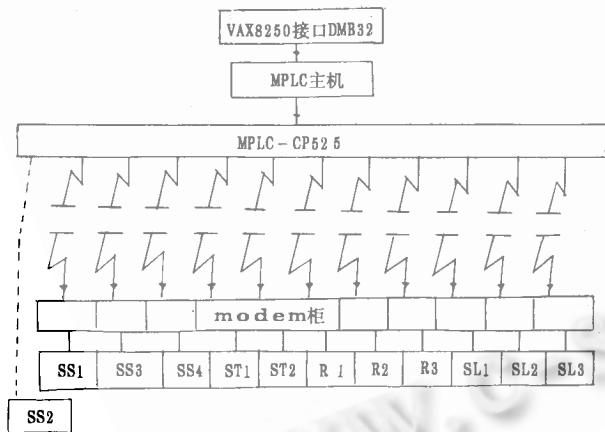 VAX8250接口DMB32
MPLC主机
MPLC-CP525
modem柜
SS1 SS3 SS4 ST1 ST2 R1 R2 R3 SL1 SL2 SL3
SS2